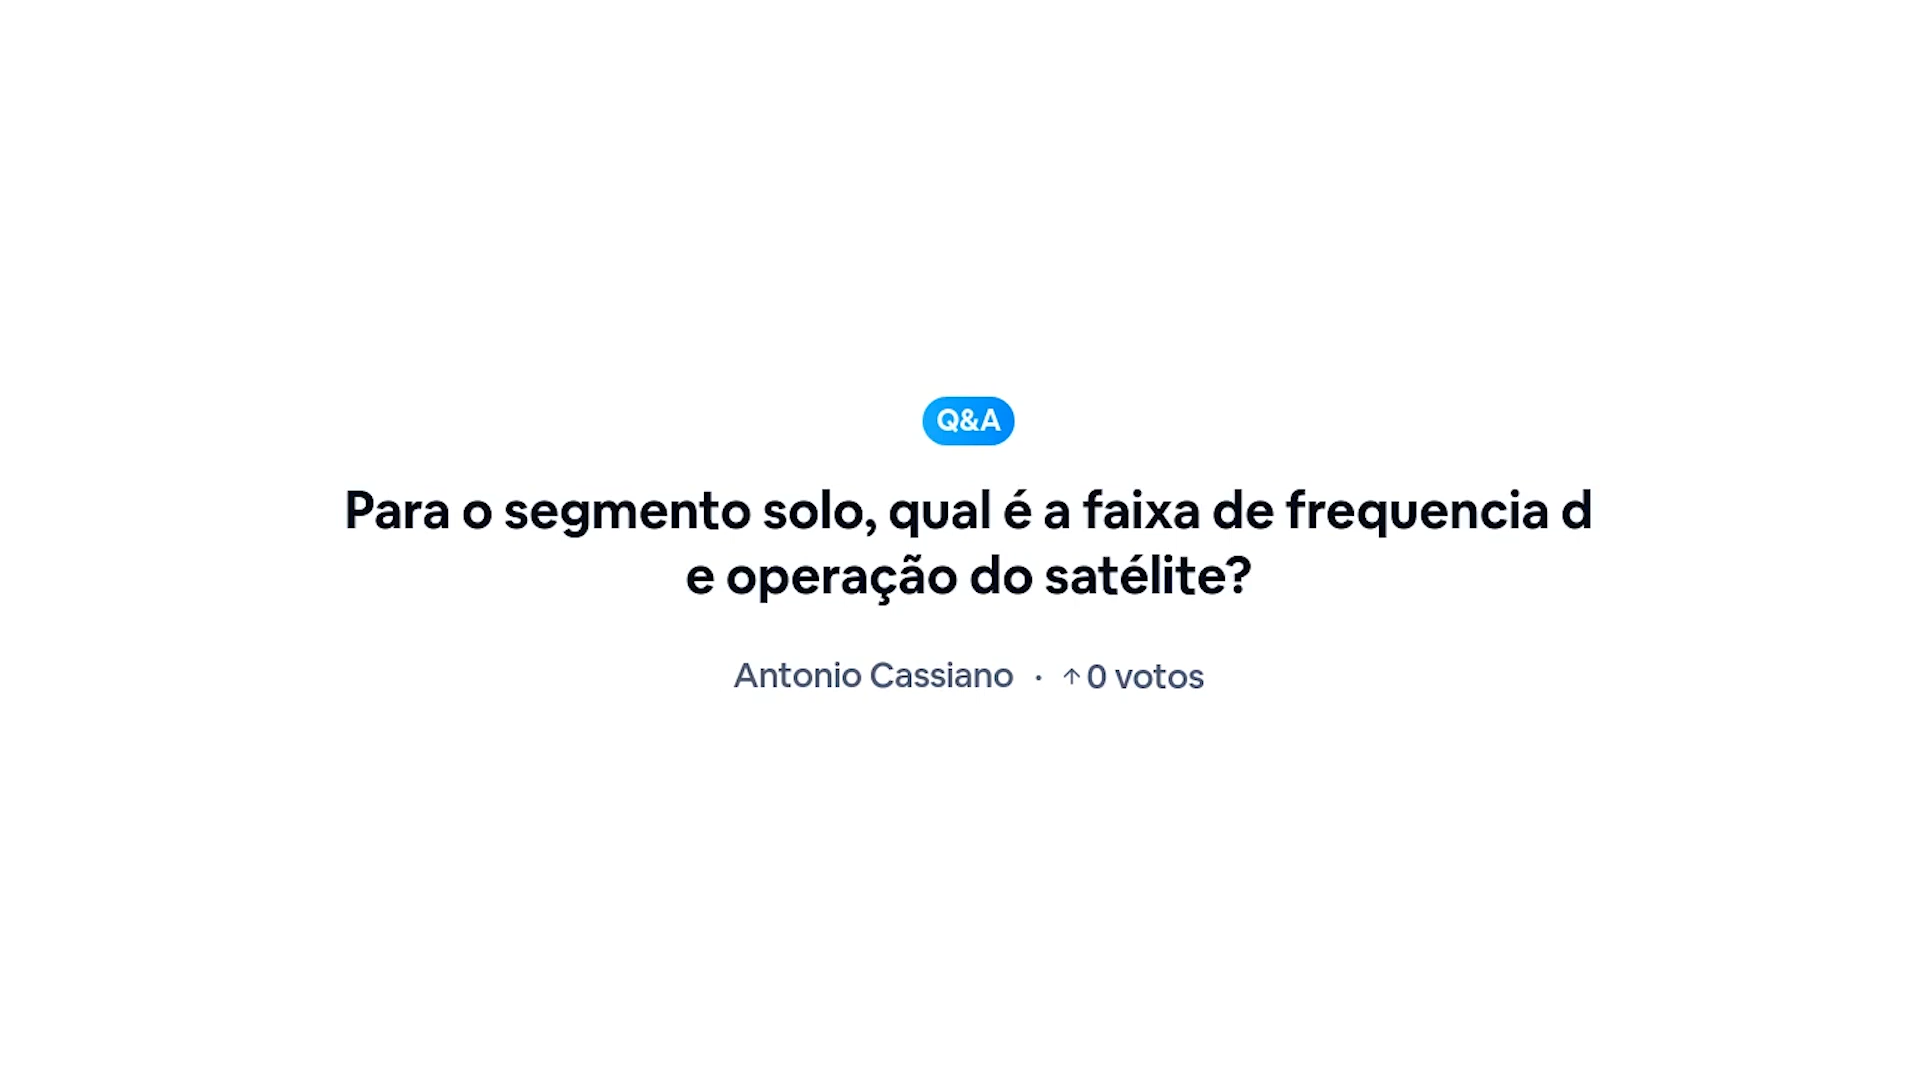 Q&A
Para o segmento solo, qual é a faixa de frequencia d
e operação do satélite?
Antonio Cassiano · ↑ 0 votos